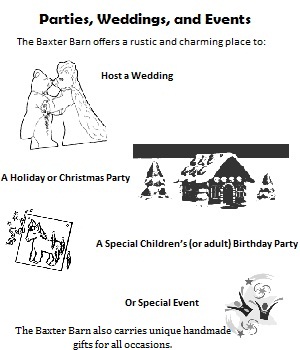 Parties, Weddings, and Events
The Baxter Barn offers a rustic and charming place to:
Host a Wedding
A Holiday or Christmas Party
A Special Children's (or adult) Birthday Party
Or Special Event
The Baxter Barn also carries unique handmade
gifts for all occasions.